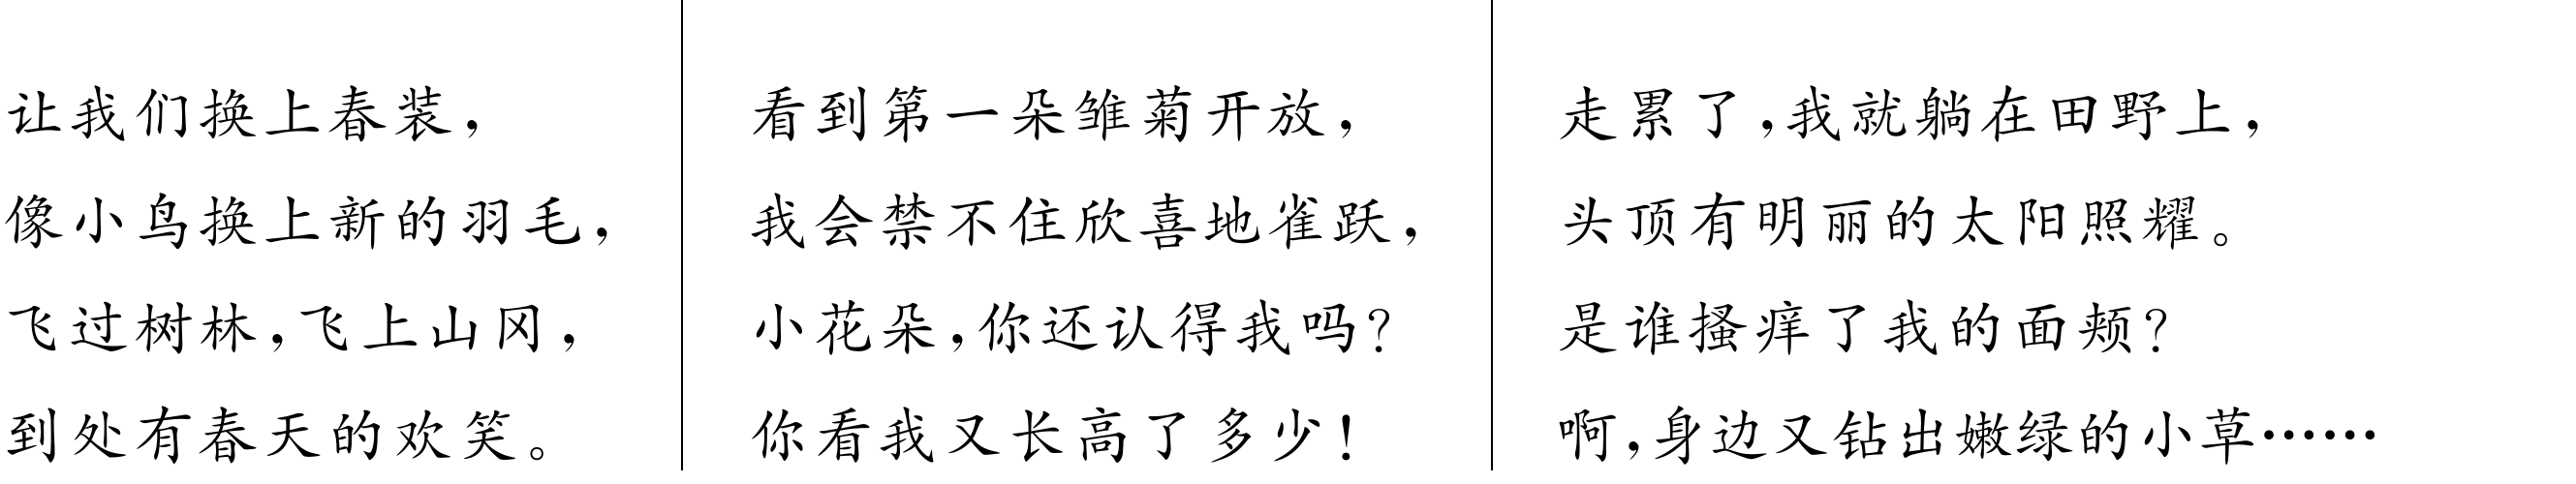 让我们换上春装，
像小鸟换上新的羽毛，
飞过树林，飞上山冈，
到处有春天的欢笑。
看到第一朵雏菊开放，
我会禁不住欣喜地雀跃，
小花朵，你还认得我吗？
你看我又长高了多少！
走累了，我就躺在田野上，
头顶有明丽的太阳照耀。
是谁搔痒了我的面颊？
啊，身边又钻出嫩绿的小草……